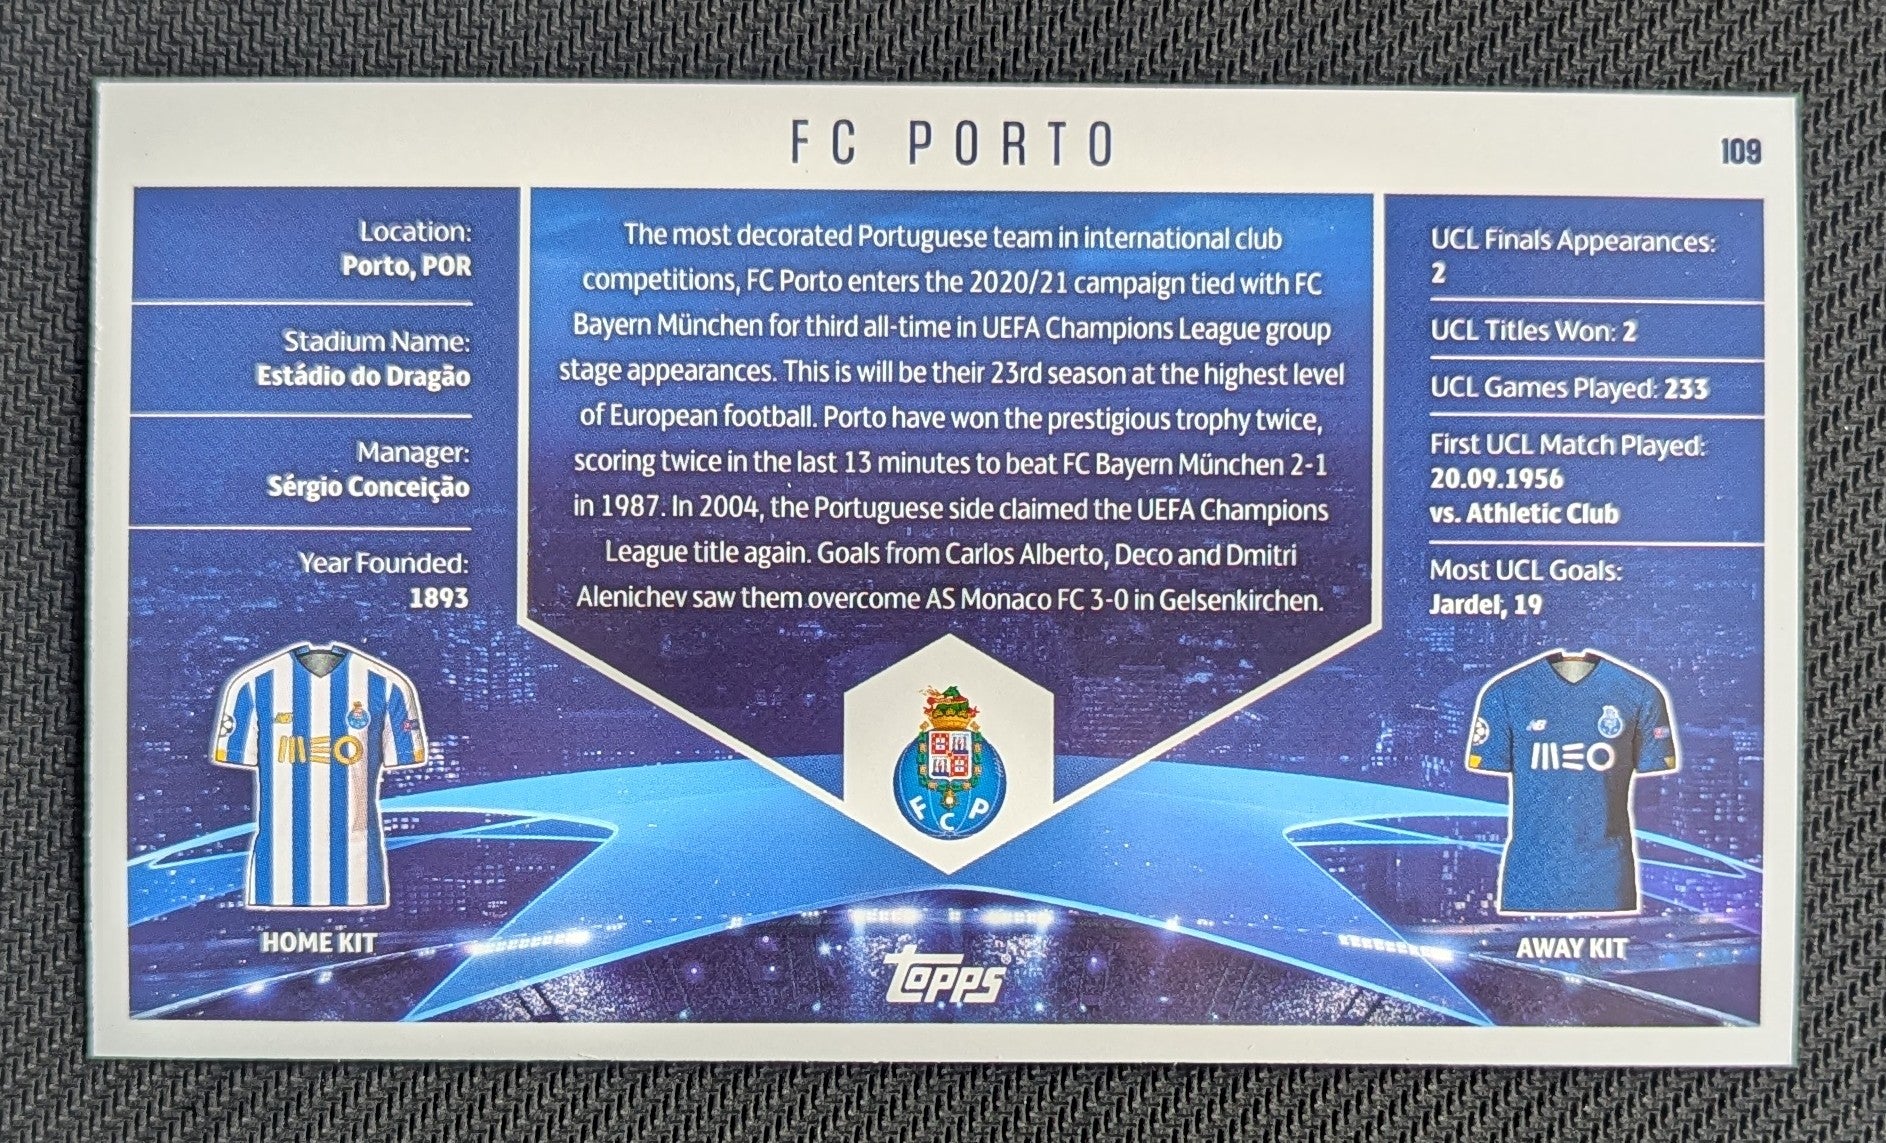 FC PORTO
109
Location:
Porto, POR
Stadium Name:
Estádio do Dragão
Manager:
Sérgio Conceição
Year Founded:
1893
The most decorated Portuguese team in international club
competitions, FC Porto enters the 2020/21 campaign tied with FC
Bayern München for third all-time in UEFA Champions League group
stage appearances. This is will be their 23rd season at the highest level
of European football. Porto have won the prestigious trophy twice,
scoring twice in the last 13 minutes to beat FC Bayern München 2-1
in 1987. In 2004, the Portuguese side claimed the UEFA Champions
League title again. Goals from Carlos Alberto, Deco and Dmitri
Alenichev saw them overcome AS Monaco FC 3-0 in Gelsenkirchen.
UCL Finals Appearances:
2
UCL Titles Won: 2
UCL Games Played: 233
First UCL Match Played:
20.09.1956
vs. Athletic Club
Most UCL Goals:
Jardel, 19
MEO
HOME KIT
FCP
topps®
NB
MEO
AWAY KIT